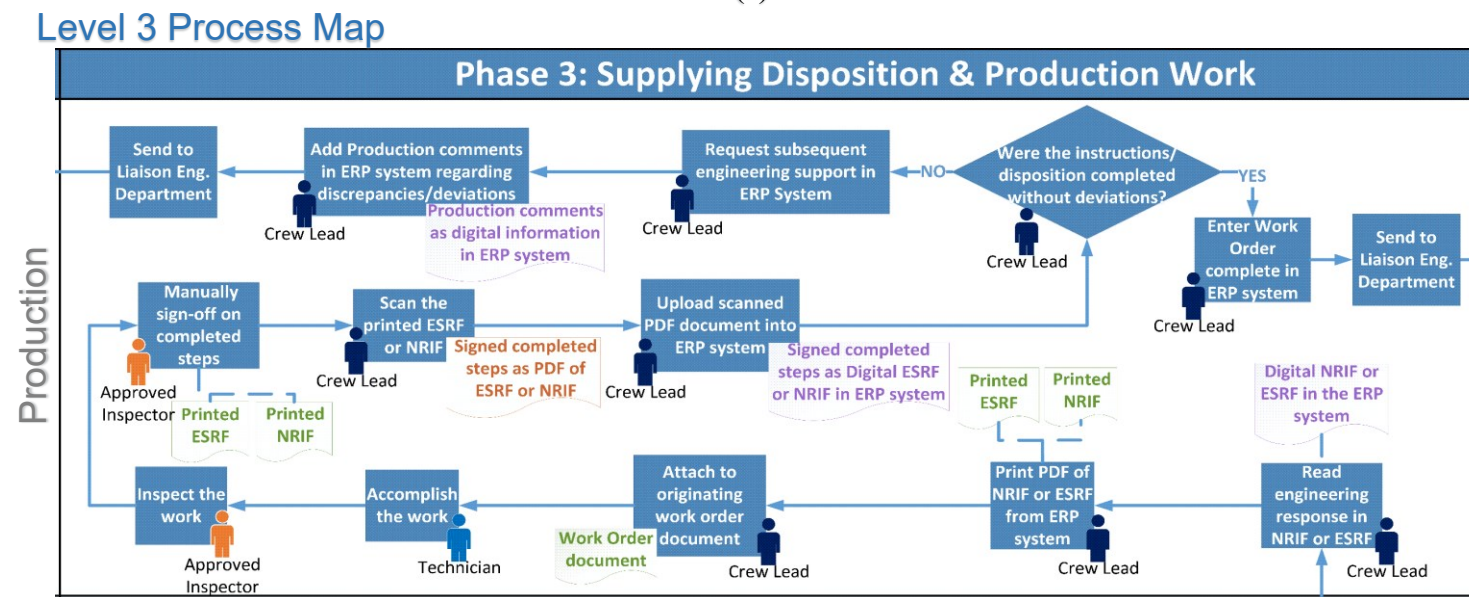 Level 3 Process Map
Phase 3: Supplying Disposition & Production Work
Production
Send to
Liaison Eng.
Department
Add Production comments
in ERP system regarding
discrepancies/deviations
Crew Lead
Production comments
as digital information
in ERP system
Request subsequent
engineering support in
ERP System
Crew Lead
NO
Were the instructions/
disposition completed
without deviations?
Crew Lead
YES
Enter Work
Order
complete in
ERP system
Crew Lead
Send to
Liaison Eng.
Department
Manually
sign-off on
completed
steps
Approved
Inspector
Printed
ESRF
Printed
NRIF
Scan the
printed ESRF
or NRIF
Crew Lead
Signed completed
steps as PDF of
ESRF or NRIF
Upload scanned
PDF document into
ERP system
Crew Lead
Signed completed
steps as Digital ESRF
or NRIF in ERP system
Printed
ESRF
Printed
NRIF
Digital NRIF or
ESRF in the ERP
system
Inspect the
work
Approved
Inspector
Accomplish
the work
Technician
Attach to
originating
work order
document
Work Order
document
Crew Lead
Print PDF of
NRIF or ESRF
from ERP
system
Crew Lead
Read
engineering
response in
NRIF or ESRF
Crew Lead